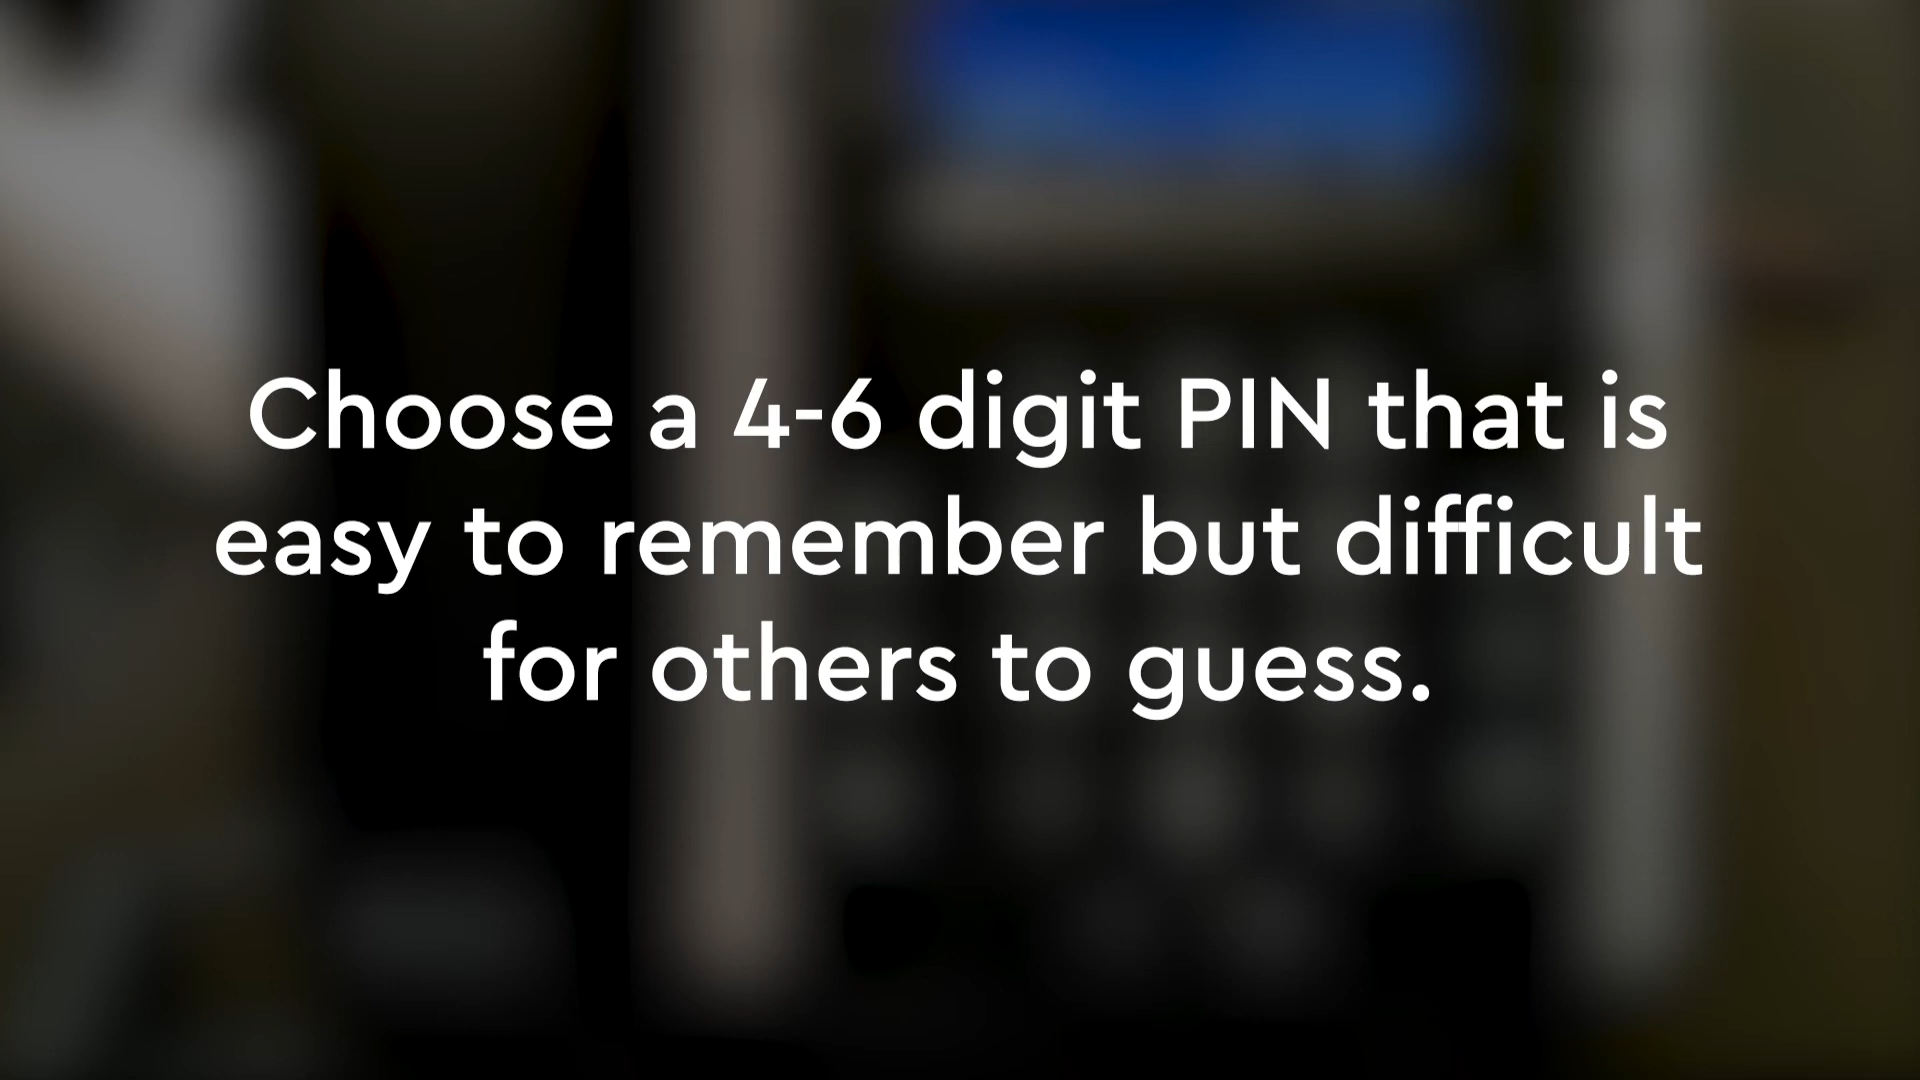 Choose a 4-6 digit PIN that is
easy to remember but difficult
for others to guess.